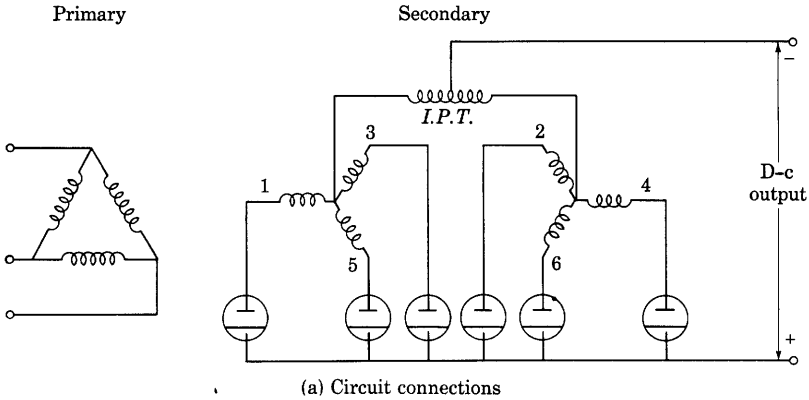 Primary
Secondary
−
I.P.T.
3
2
1
4
D-c
output
5
6
+
(a) Circuit connections